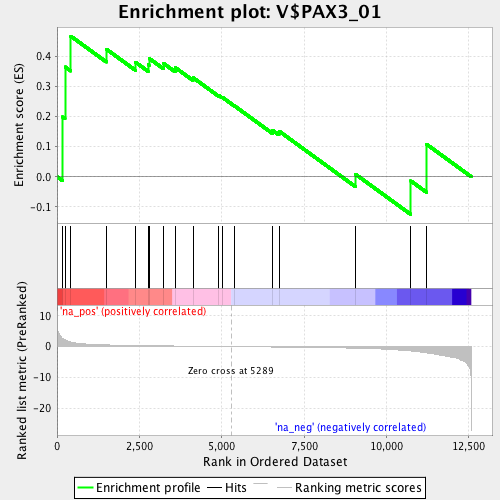 Enrichment plot: V$PAX3_01
Enrichment score (ES)
0.4
0.3
0.2
0.1
0.0
-0.1
'na_pos' (positively correlated)
Ranked list metric (PreRanked)
10
5
0
-5
-10
-20
Zero cross at 5289
'na_neg' (negatively correlated)
0
2,500
5,000
7,500
10,000
12,500
Rank in Ordered Dataset
Enrichment profile
Hits
Ranking metric scores